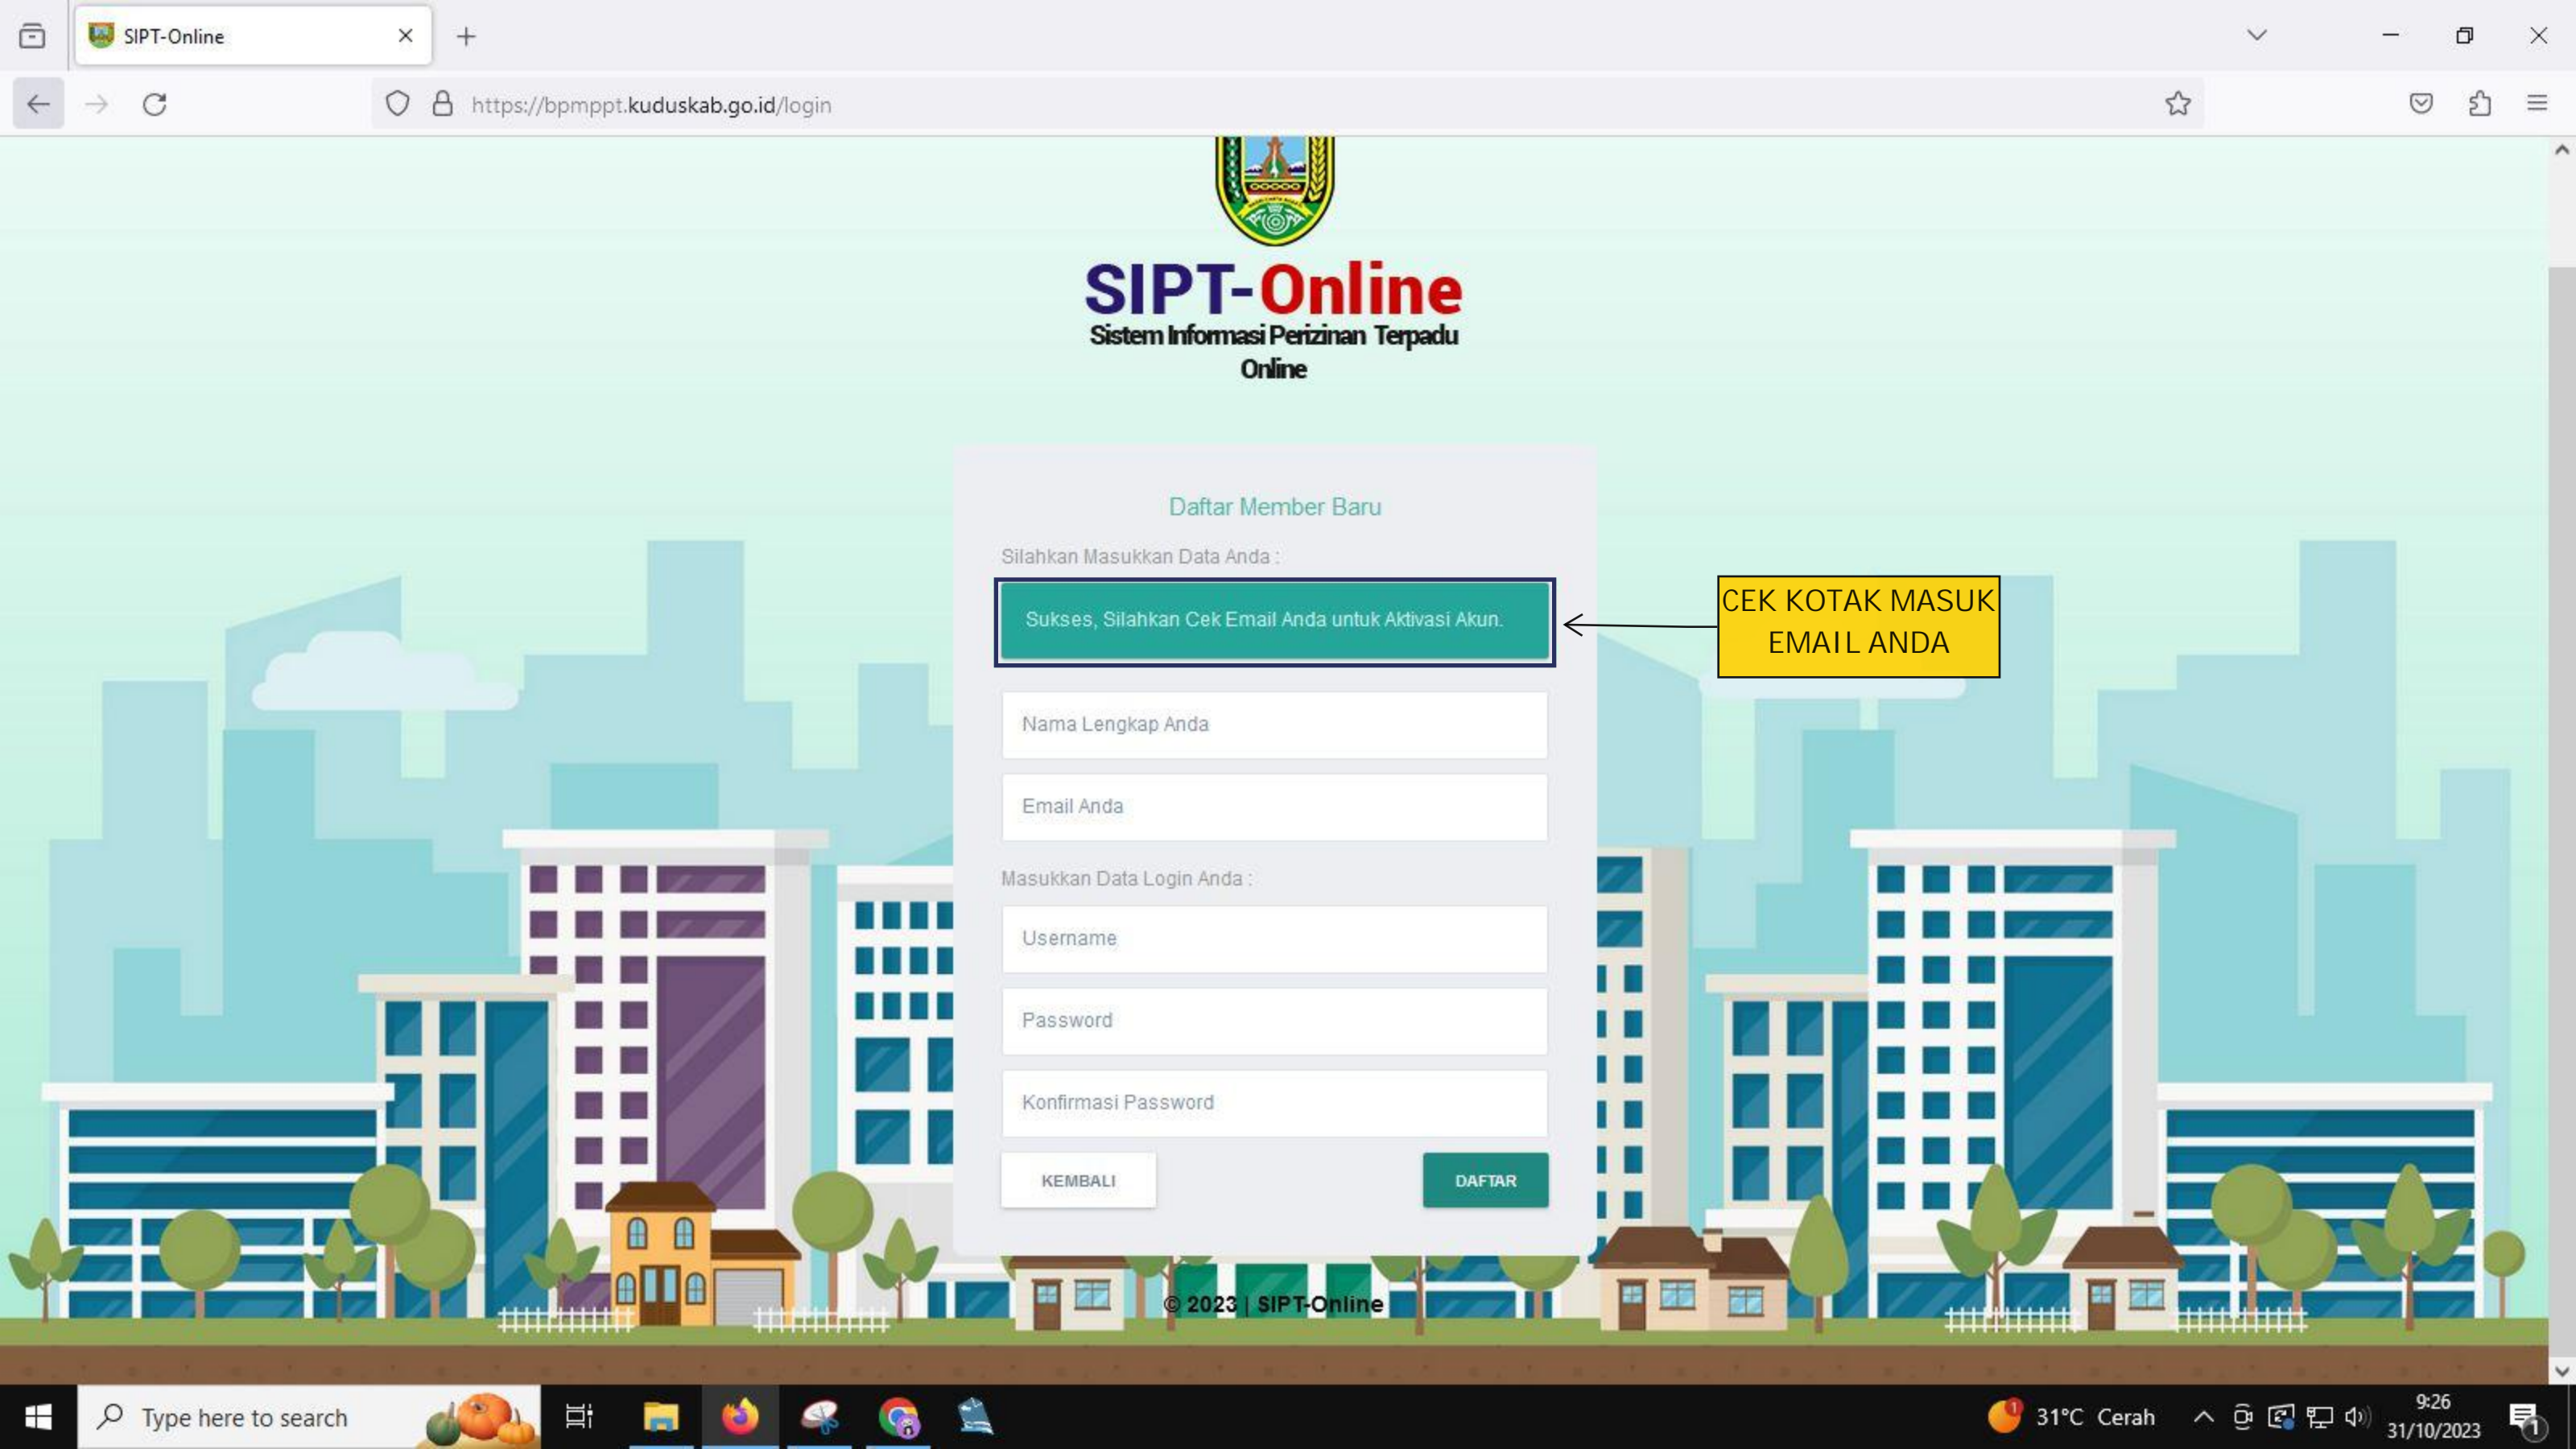 SIPT-Online
https://bpmppt.kuduskab.go.id/login
SIPT-Online
Sistem Informasi Perizinan Terpadu
Online
Daftar Member Baru
Silahkan Masukkan Data Anda :
Sukses, Silahkan Cek Email Anda untuk Aktivasi Akun.
CEK KOTAK MASUK
EMAIL ANDA
Nama Lengkap Anda
Email Anda
Masukkan Data Login Anda :
Username
Password
Konfirmasi Password
KEMBALI
DAFTAR
© 2023 | SIPT-Online
Type here to search
1
31°C Cerah
9:26
31/10/2023
1